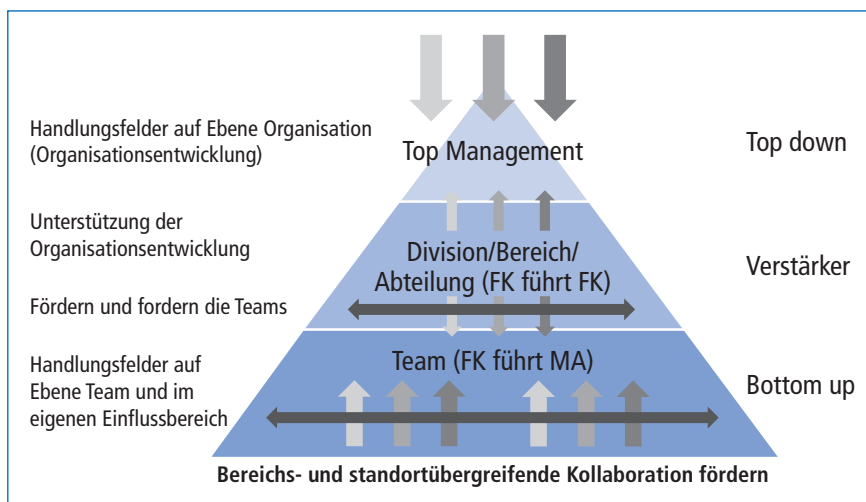 Handlungsfelder auf Ebene Organisation
(Organisationsentwicklung)
Top Management
Top down
Unterstützung der
Organisationsentwicklung
Division/Bereich/
Abteilung (FK führt FK)
Verstärker
Fördern und fordern die Teams
Handlungsfelder auf
Ebene Team und im
eigenen Einflussbereich
Team (FK führt MA)
Bottom up
Bereichs- und standortübergreifende Kollaboration fördern